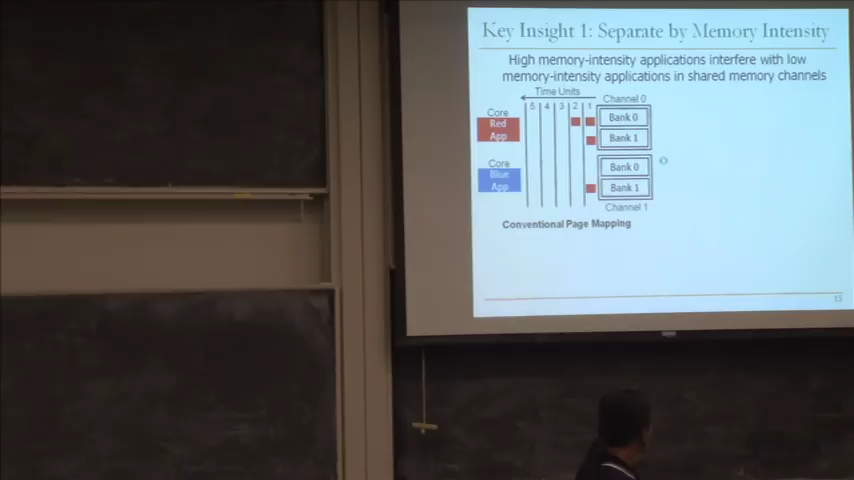 Key Insight 1: Separate by Memory Intensity
High memory-intensity applications interfere with low
memory-intensity applications in shared memory channels
Time Units
Channel 0
5 4 3 2 1
Core
Red
App
Bank 0
Bank 1
Core
Blue
App
Bank 0
Bank 1
Channel 1
Conventional Page Mapping